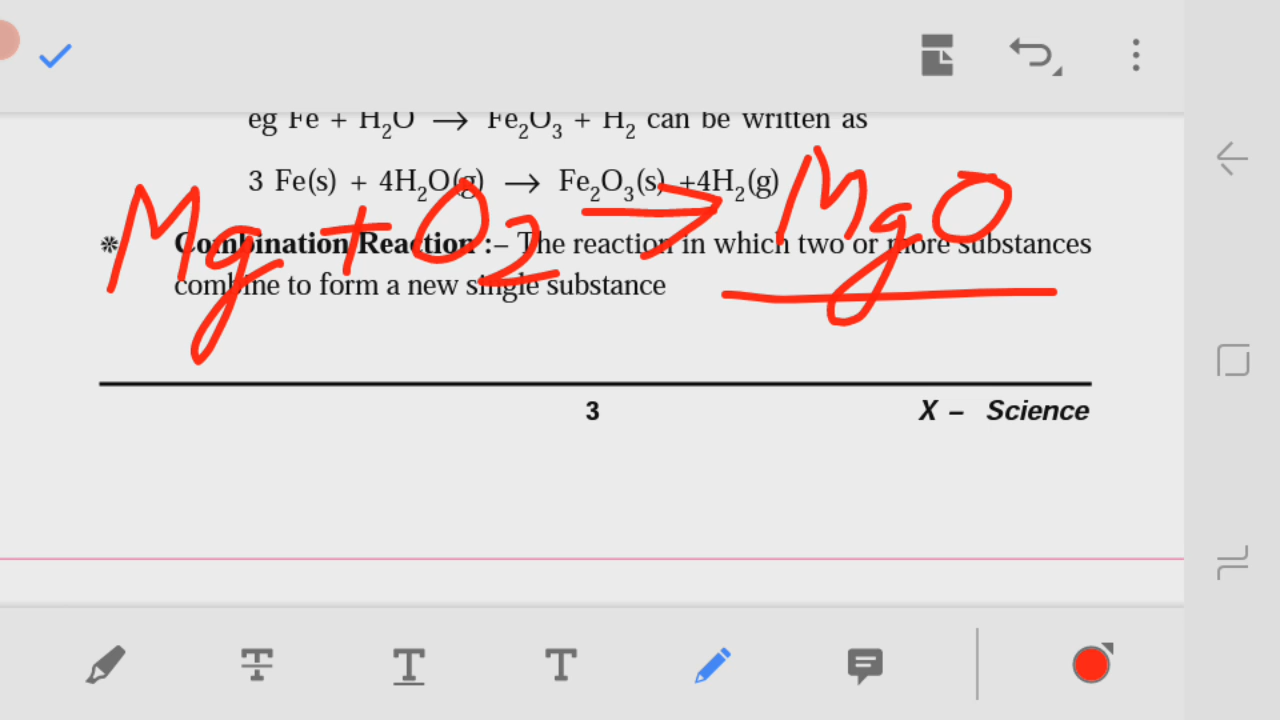 eg Fe + H₂O → Fe₂O₃ + H₂ can be written as
3 Fe(s) + 4H₂O(g) → Fe₂O₃(s) +4H₂(g)
Mg + O₂ → MgO
* Combination Reaction :– The reaction in which two or more substances
combine to form a new single substance
3
X – Science